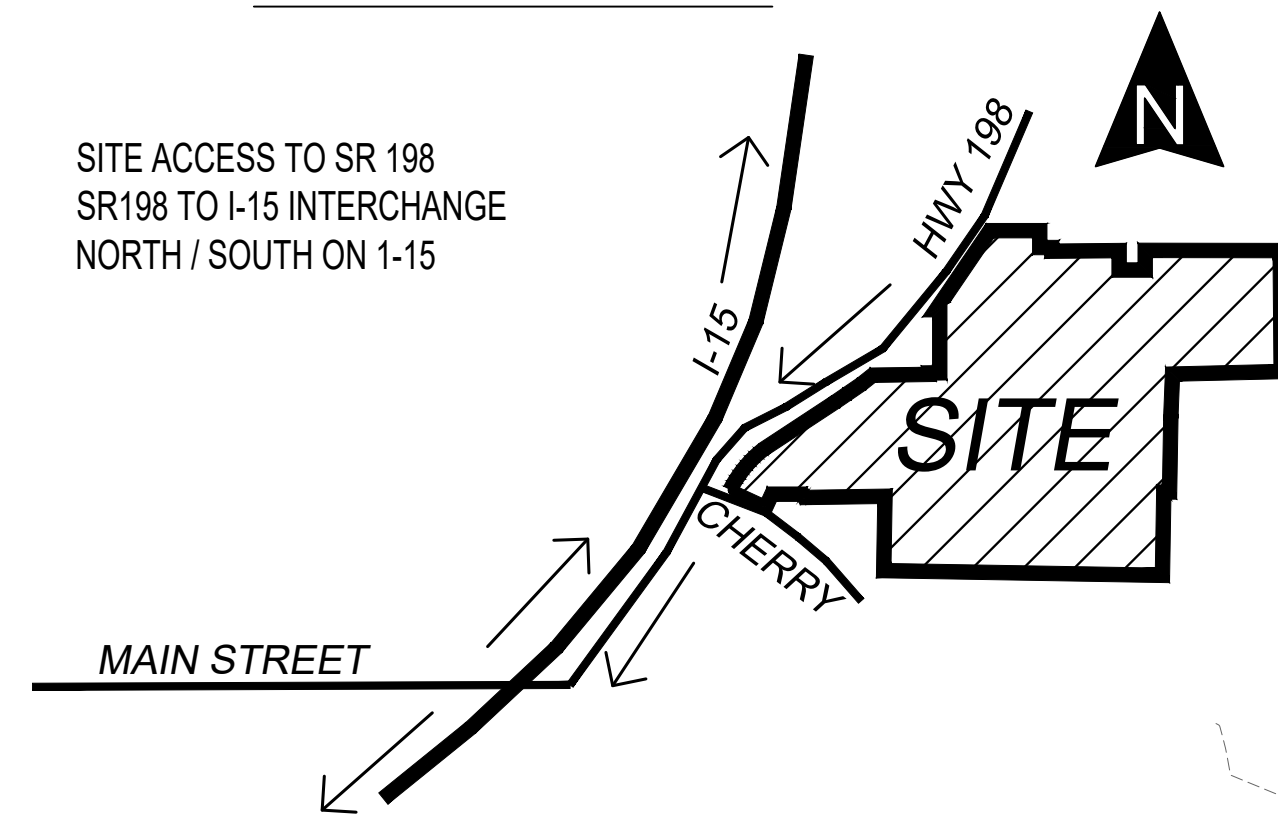 SITE ACCESS TO SR 198
SR198 TO I-15 INTERCHANGE
NORTH / SOUTH ON 1-15
N
HWY 198
I-15
SITE
CHERRY
MAIN STREET